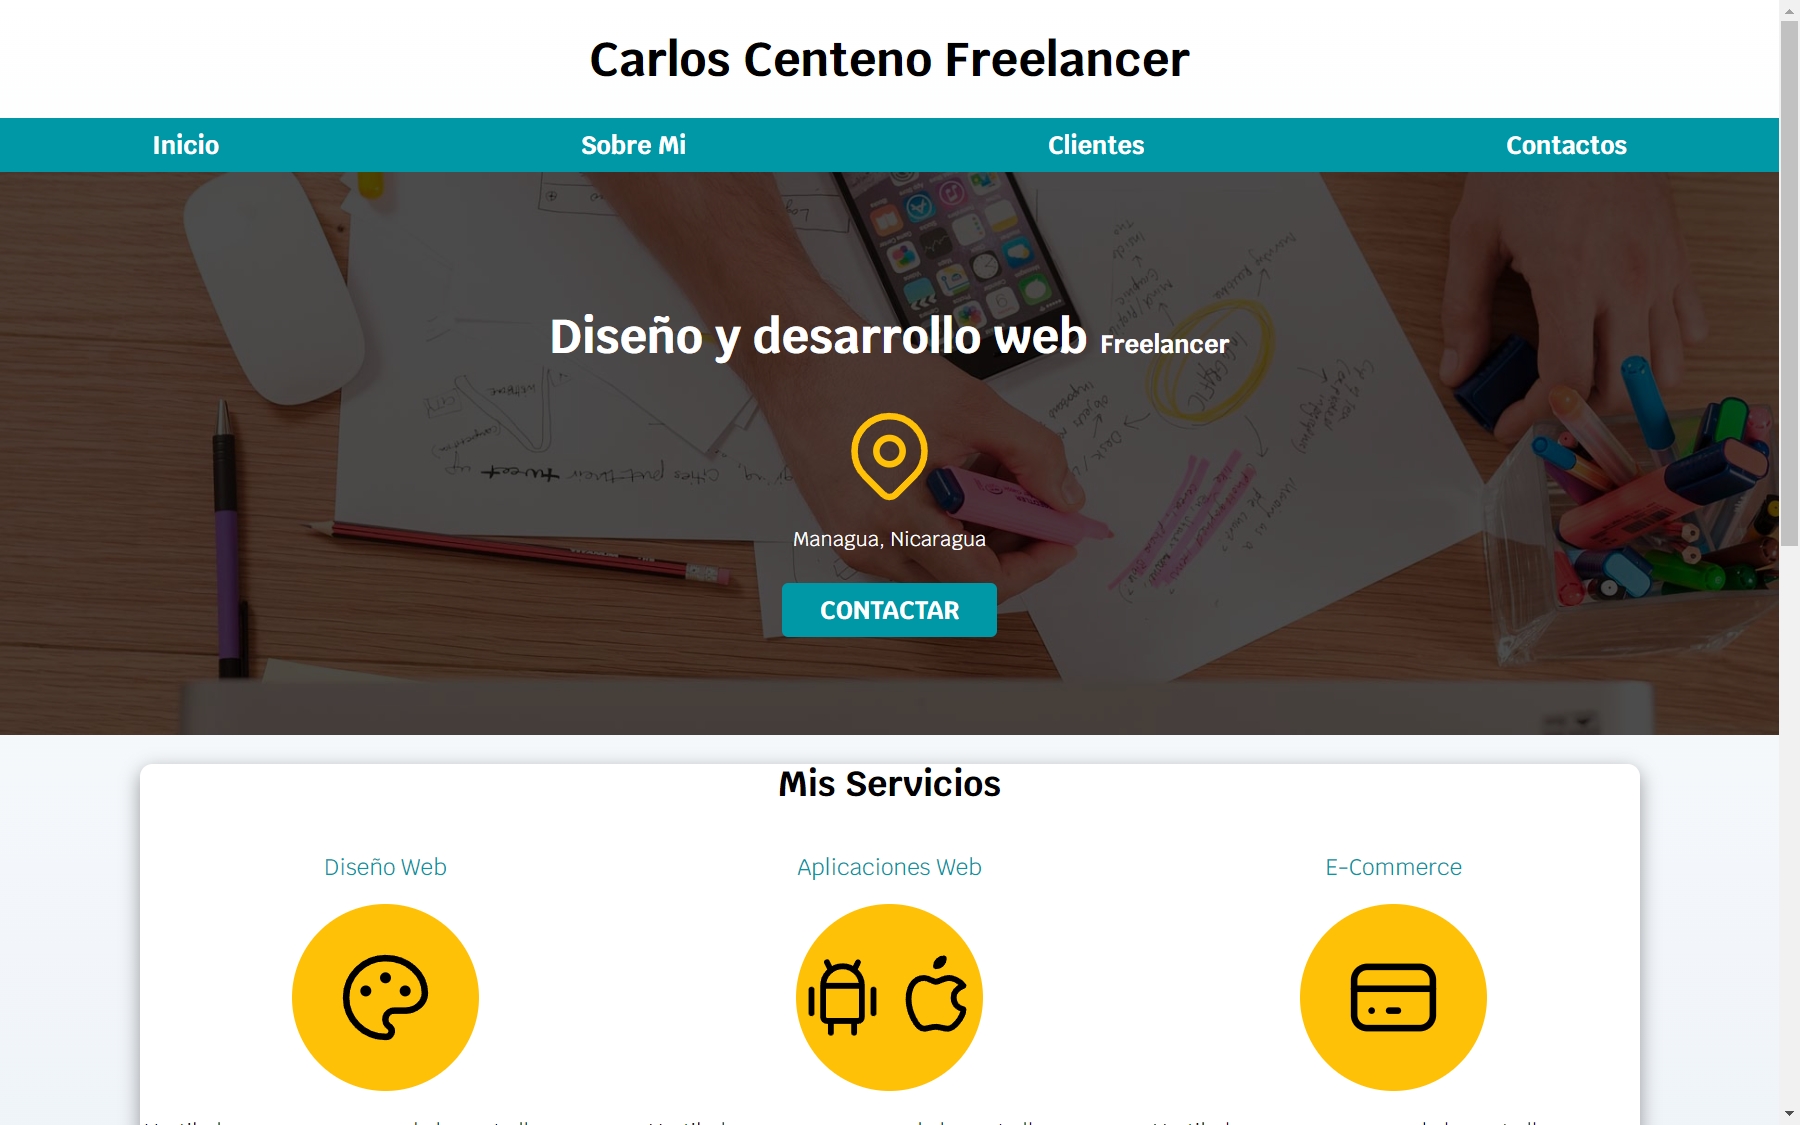 Carlos Centeno Freelancer
Inicio Sobre Mi Clientes Contactos
Diseño y desarrollo web Freelancer
Managua, Nicaragua
CONTACTAR
Mis Servicios
Diseño Web Aplicaciones Web E-Commerce